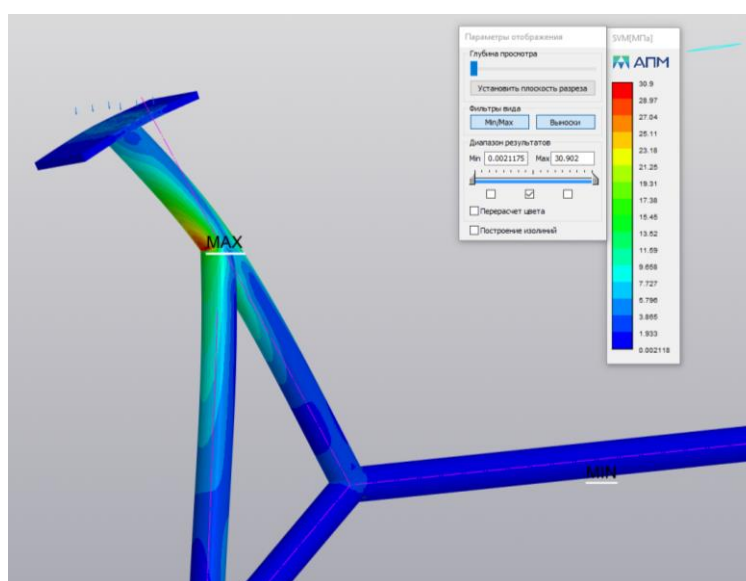 Параметры отображения
Глубина просмотра
Установить плоскость разреза
Фильтры вида
Min/Max Выноски
Диапазон результатов
Min 0.0021175 Max 30.902
Перерасчет цвета
Построение изолиний
SVM[МПа]
АПМ
30.9
28.97
27.04
25.11
23.18
21.25
19.31
17.38
15.45
13.52
11.59
9.658
7.727
5.796
3.865
1.933
0.002118
MAX
MIN